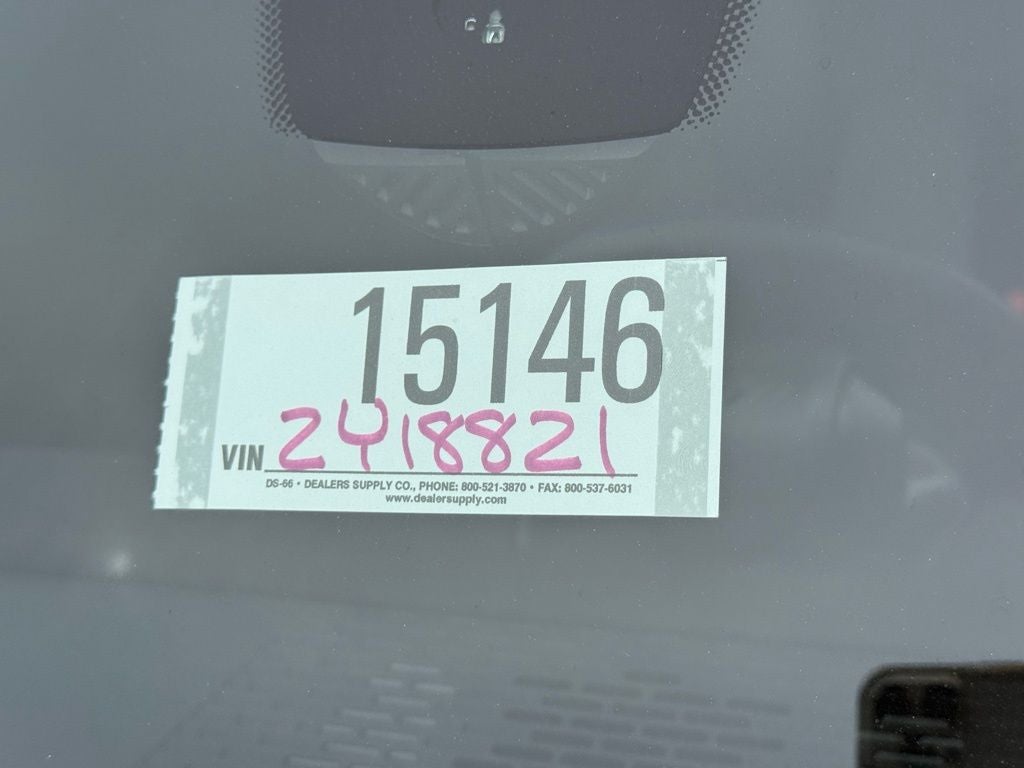 15146
VIN 2418821
DS-66 • DEALERS SUPPLY CO., PHONE: 800-521-3870 • FAX: 800-537-6031
www.dealersupply.com